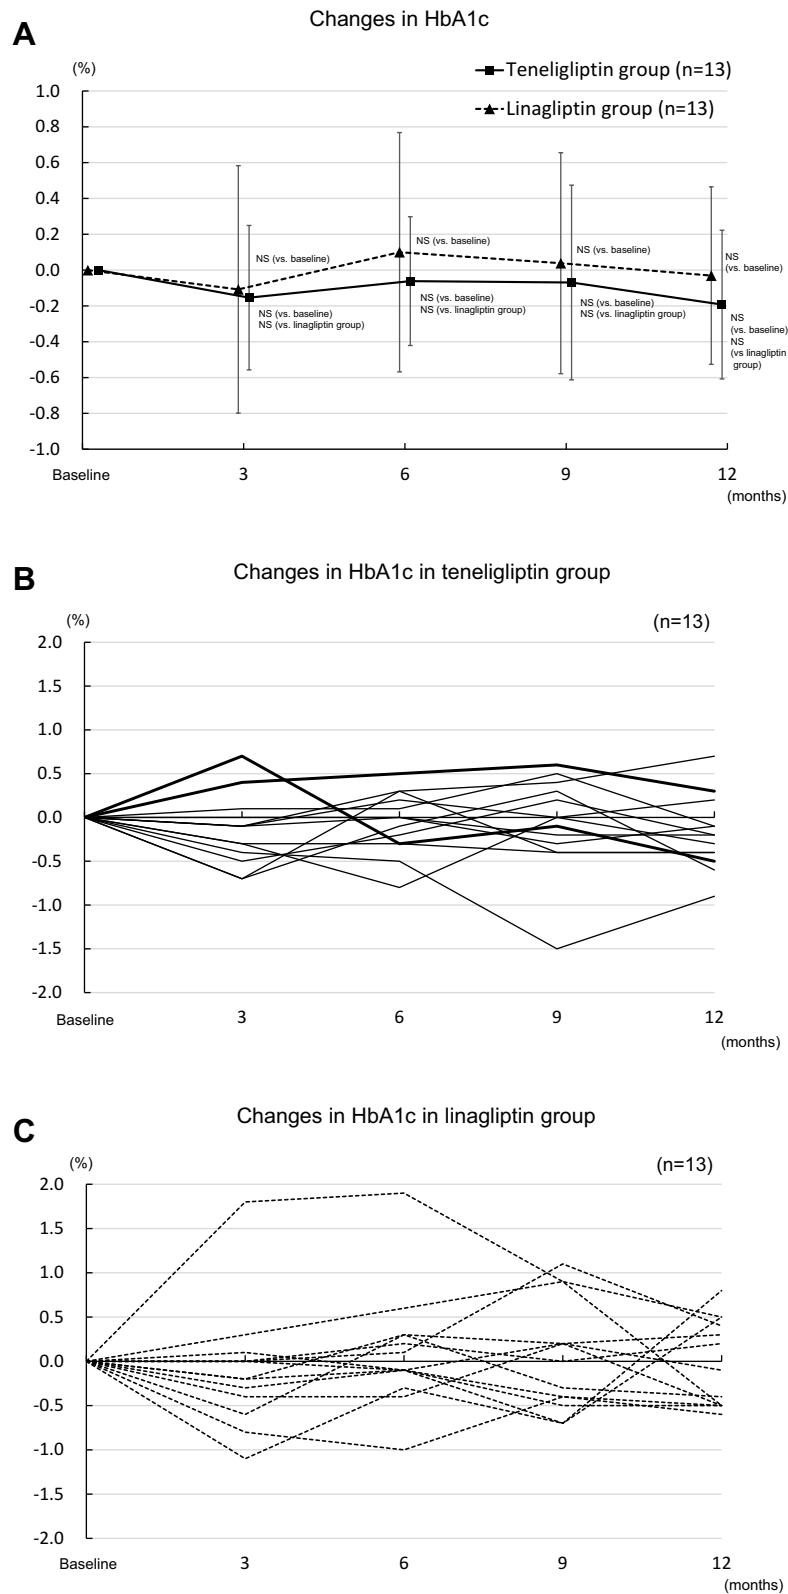 A
Changes in HbA1c
(%)
Teneligliptin group (n=13)
Linagliptin group (n=13)
1.0
0.8
0.6
0.4
0.2
0.0
-0.2
-0.4
-0.6
-0.8
-1.0
NS (vs. baseline)
NS (vs. baseline)
NS (vs. linagliptin group)
NS (vs. baseline)
NS (vs. baseline)
NS (vs. linagliptin group)
NS (vs. baseline)
NS (vs. baseline)
NS (vs. linagliptin group)
NS
(vs. baseline)
NS
(vs. baseline)
NS
(vs linagliptin
group)
Baseline 3 6 9 12
(months)
B
Changes in HbA1c in teneligliptin group
(%)
(n=13)
2.0
1.5
1.0
0.5
0.0
-0.5
-1.0
-1.5
-2.0
Baseline 3 6 9 12
(months)
C
Changes in HbA1c in linagliptin group
(%)
(n=13)
2.0
1.5
1.0
0.5
0.0
-0.5
-1.0
-1.5
-2.0
Baseline 3 6 9 12
(months)